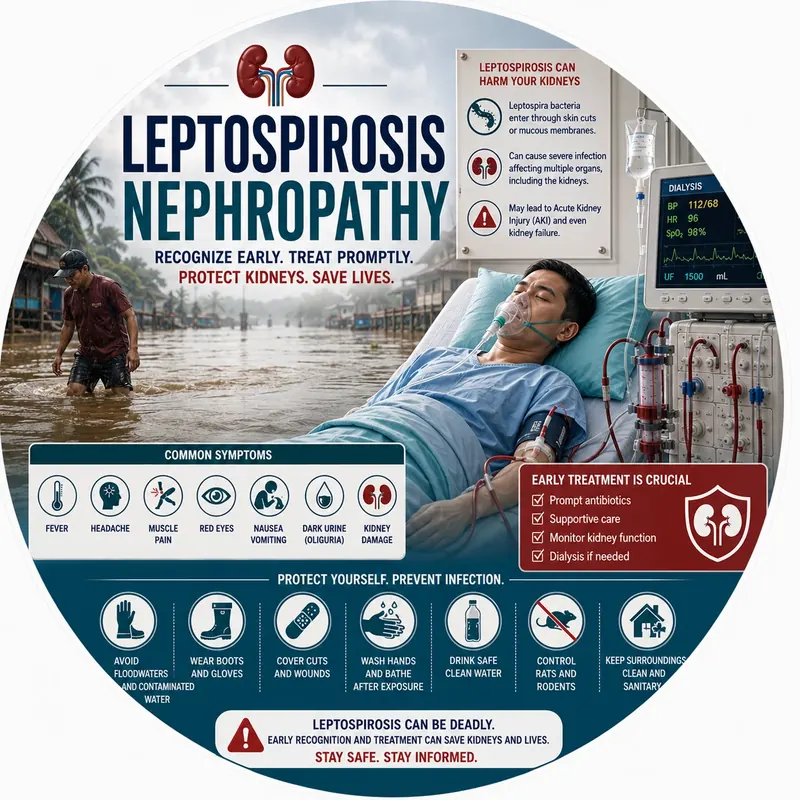 LEPTOSPIROSIS
NEPHROPATHY
RECOGNIZE EARLY. TREAT PROMPTLY.
PROTECT KIDNEYS. SAVE LIVES.
LEPTOSPIROSIS CAN
HARM YOUR KIDNEYS
Leptospira bacteria
enter through skin cuts
or mucous membranes.
Can cause severe infection
affecting multiple organs,
including the kidneys.
May lead to Acute Kidney
Injury (AKI) and even
kidney failure.
DIALYSIS
BP 112/68
HR 96
SpO₂ 98%
UF 1500 mL
COMMON SYMPTOMS
FEVER
HEADACHE
MUSCLE
PAIN
RED EYES
NAUSEA
VOMITING
DARK URINE
(OLIGURIA)
KIDNEY
DAMAGE
EARLY TREATMENT IS CRUCIAL
Prompt antibiotics
Supportive care
Monitor kidney function
Dialysis if needed
PROTECT YOURSELF. PREVENT INFECTION.
AVOID
FLOODWATERS
AND CONTAMINATED
WATER
WEAR BOOTS
AND GLOVES
COVER CUTS
AND WOUNDS
WASH HANDS
AND BATHE
AFTER EXPOSURE
DRINK SAFE
CLEAN WATER
CONTROL
RATS AND
RODENTS
KEEP SURROUNDINGS
CLEAN AND
SANITARY
LEPTOSPIROSIS CAN BE DEADLY.
EARLY RECOGNITION AND TREATMENT CAN SAVE KIDNEYS AND LIVES.
STAY SAFE. STAY INFORMED.